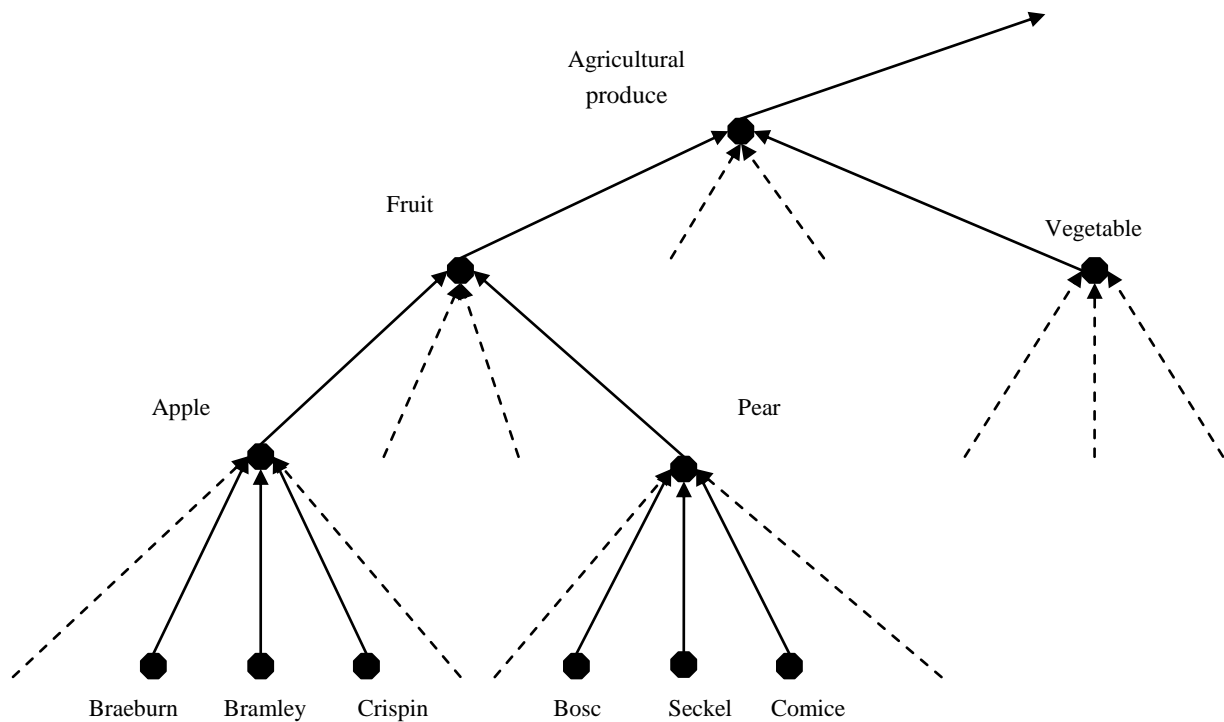 Agricultural
produce
Fruit
Vegetable
Apple
Pear
Braeburn
Bramley
Crispin
Bosc
Seckel
Comice